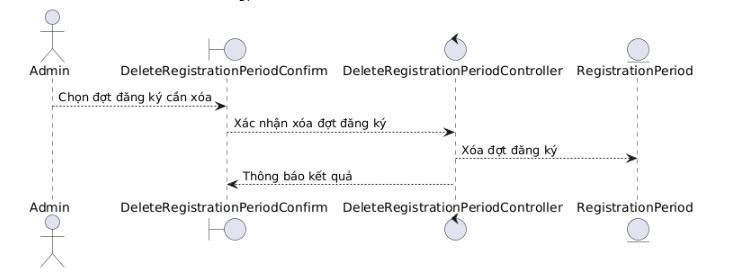 Admin
DeleteRegistrationPeriodConfirm
DeleteRegistrationPeriodController
RegistrationPeriod
Chọn đợt đăng ký cần xóa
Xác nhận xóa đợt đăng ký
Xóa đợt đăng ký
Thông báo kết quả
Admin
DeleteRegistrationPeriodConfirm
DeleteRegistrationPeriodController
RegistrationPeriod